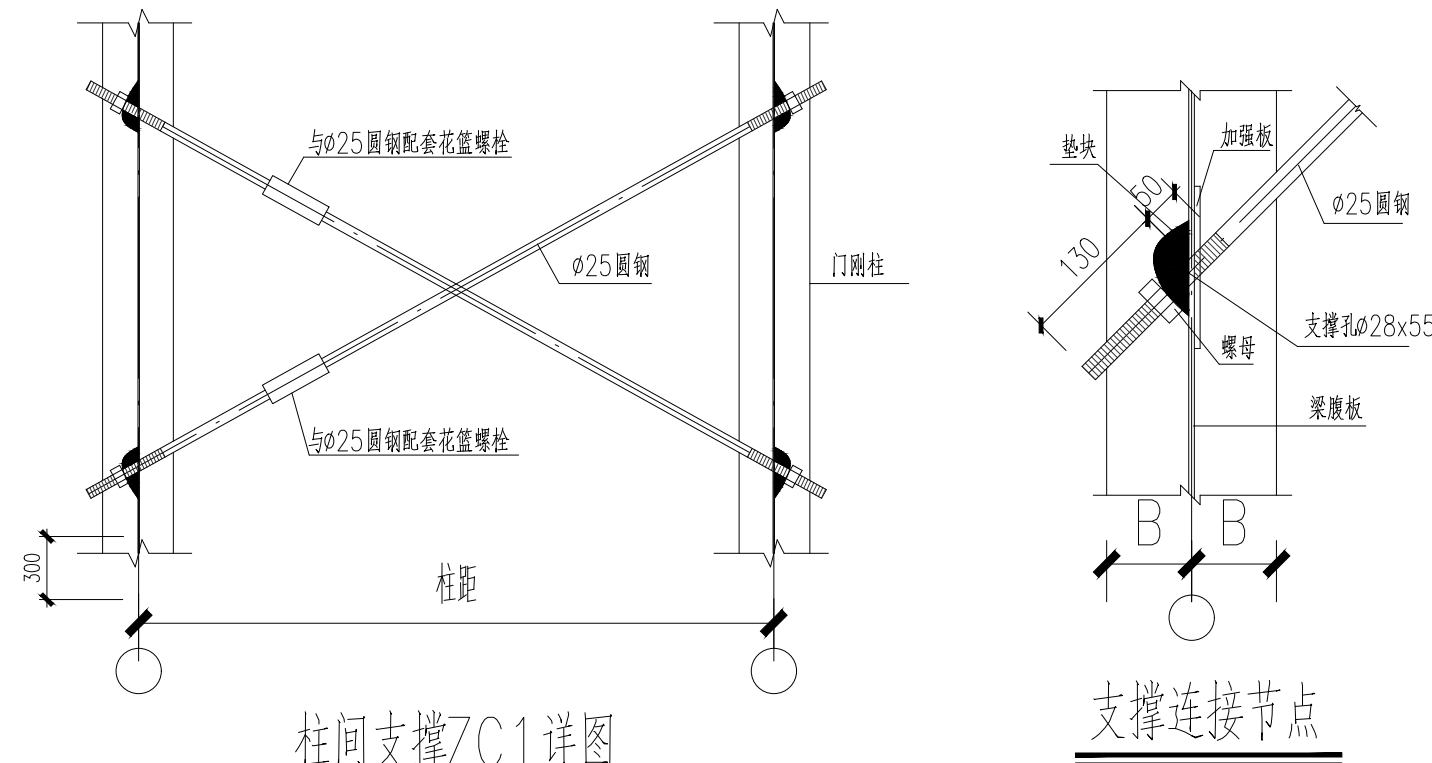 与Ø25圆钢配套花篮螺栓
Ø25圆钢
门刚柱
与Ø25圆钢配套花篮螺栓
300
柱距
柱间支撑ZC1详图
垫块
加强板
50
130
Ø25圆钢
支撑孔Ø28x55
螺母
梁腹板
B
B
支撑连接节点